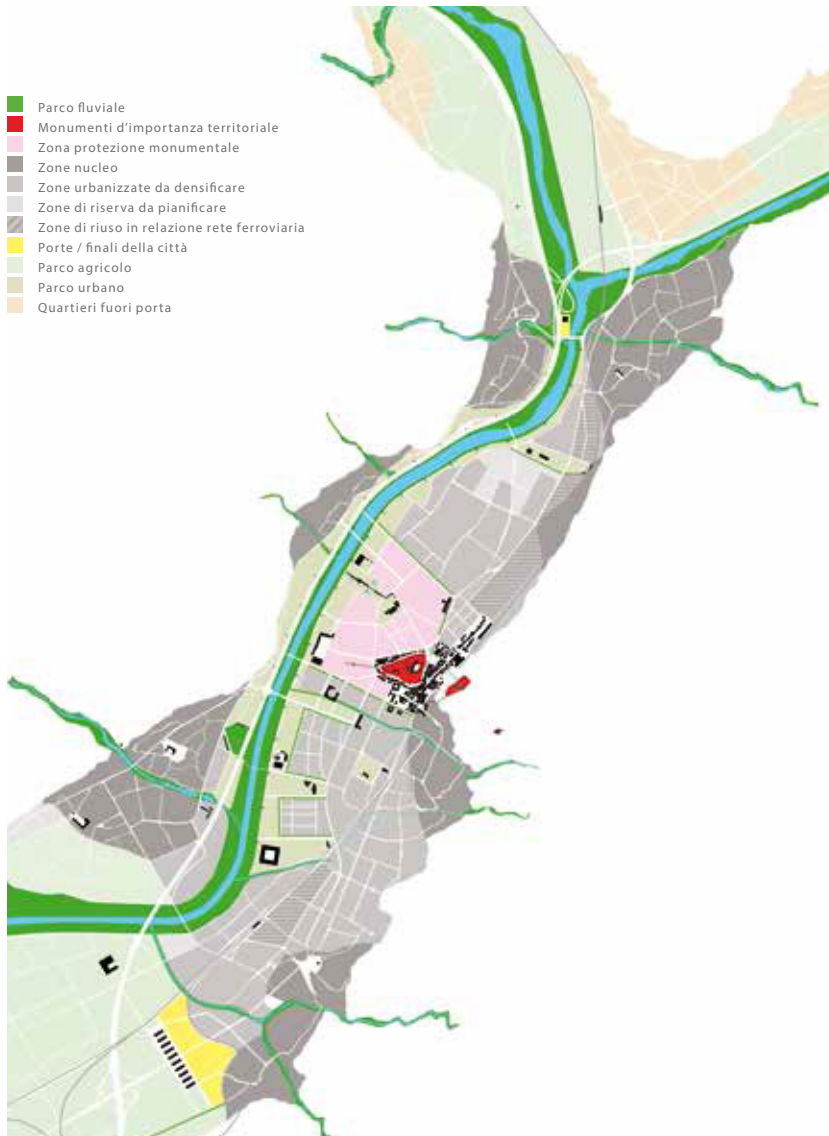 Parco fluviale
Monumenti d'importanza territoriale
Zona protezione monumentale
Zone nucleo
Zone urbanizzate da densificare
Zone di riserva da pianificare
Zone di riuso in relazione rete ferroviaria
Porte / finali della città
Parco agricolo
Parco urbano
Quartieri fuori porta